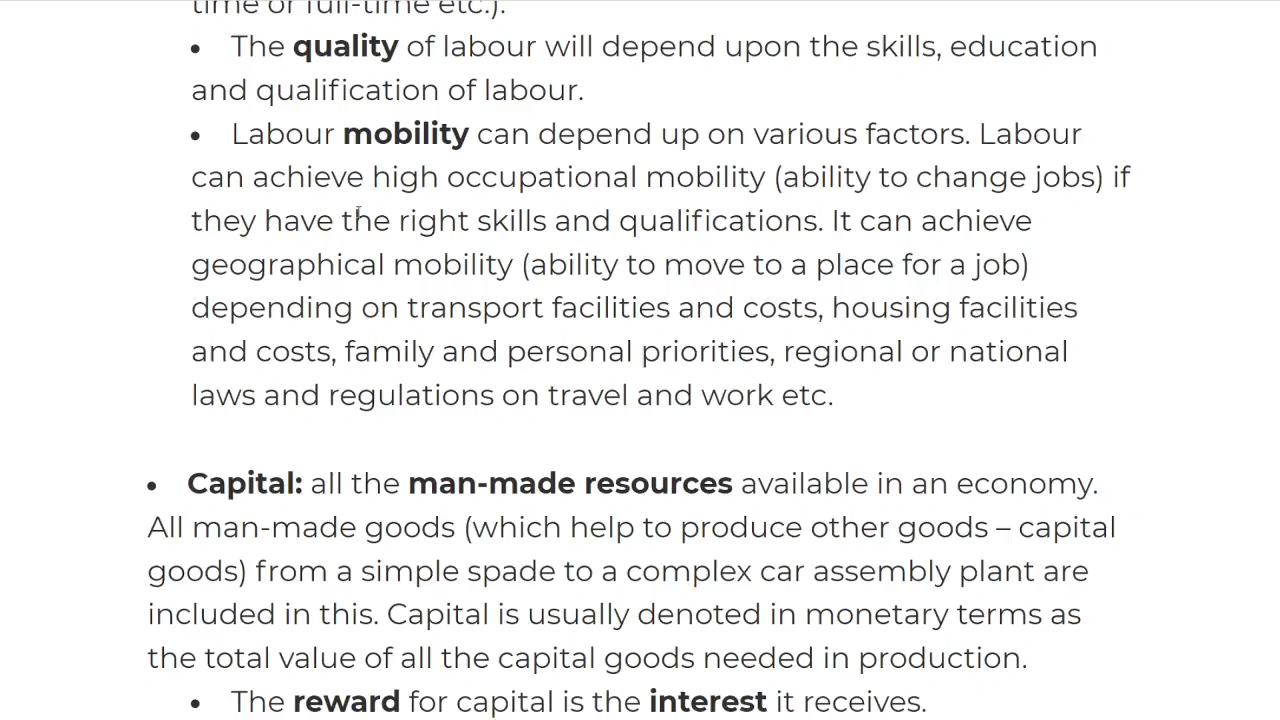 time or full-time etc.).
• The quality of labour will depend upon the skills, education
and qualification of labour.
• Labour mobility can depend up on various factors. Labour
can achieve high occupational mobility (ability to change jobs) if
they have the right skills and qualifications. It can achieve
geographical mobility (ability to move to a place for a job)
depending on transport facilities and costs, housing facilities
and costs, family and personal priorities, regional or national
laws and regulations on travel and work etc.
• Capital: all the man-made resources available in an economy.
All man-made goods (which help to produce other goods – capital
goods) from a simple spade to a complex car assembly plant are
included in this. Capital is usually denoted in monetary terms as
the total value of all the capital goods needed in production.
• The reward for capital is the interest it receives.